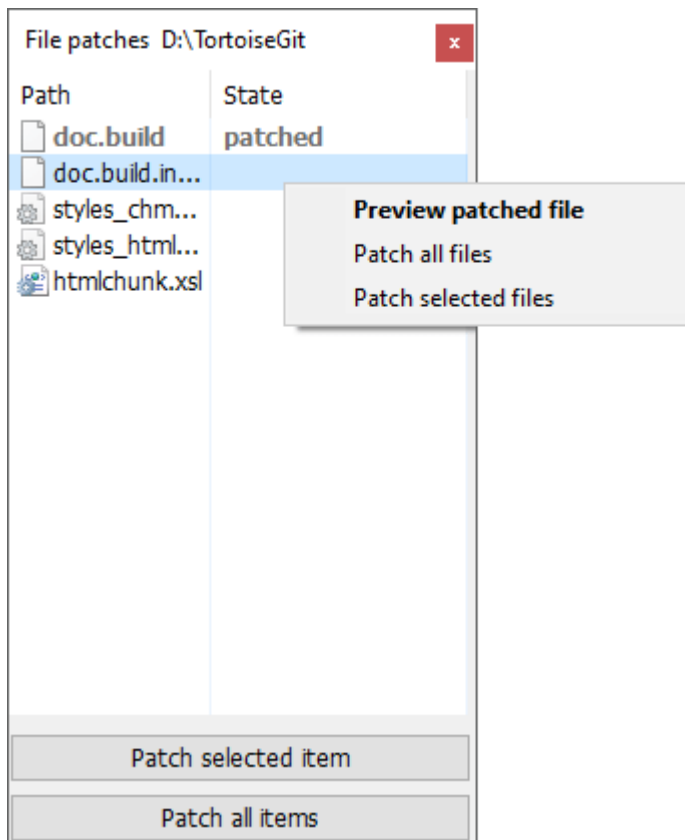 File patches D:\TortoiseGit x
Path State
doc.build patched
doc.build.in...
styles_chm...
styles_html...
htmlchunk.xsl
Preview patched file
Patch all files
Patch selected files
Patch selected item
Patch all items